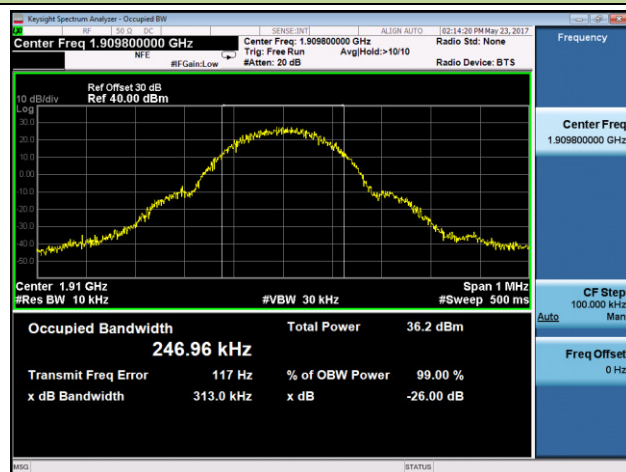 Keysight Spectrum Analyzer - Occupied BW
RF 50 Ω DC SENSE:INT ALIGN AUTO 02:14:20 PM May 23, 2017
Center Freq 1.909800000 GHz Center Freq: 1.909800000 GHz Radio Std: None Frequency
NFE Trig: Free Run Avg|Hold:>10/10
#IFGain:Low #Atten: 20 dB Radio Device: BTS
Ref Offset 30 dB
10 dB/div Ref 40.00 dBm
Log
30.0
20.0
10.0
0.00
-10.0
-20.0
-30.0
-40.0
-50.0
Center Freq
1.909800000 GHz
Center 1.91 GHz Span 1 MHz
#Res BW 10 kHz #VBW 30 kHz #Sweep 500 ms
CF Step
100.000 kHz
Auto Man
Occupied Bandwidth Total Power 36.2 dBm
246.96 kHz
Freq Offset
0 Hz
Transmit Freq Error 117 Hz % of OBW Power 99.00 %
x dB Bandwidth 313.0 kHz x dB -26.00 dB
MSG STATUS